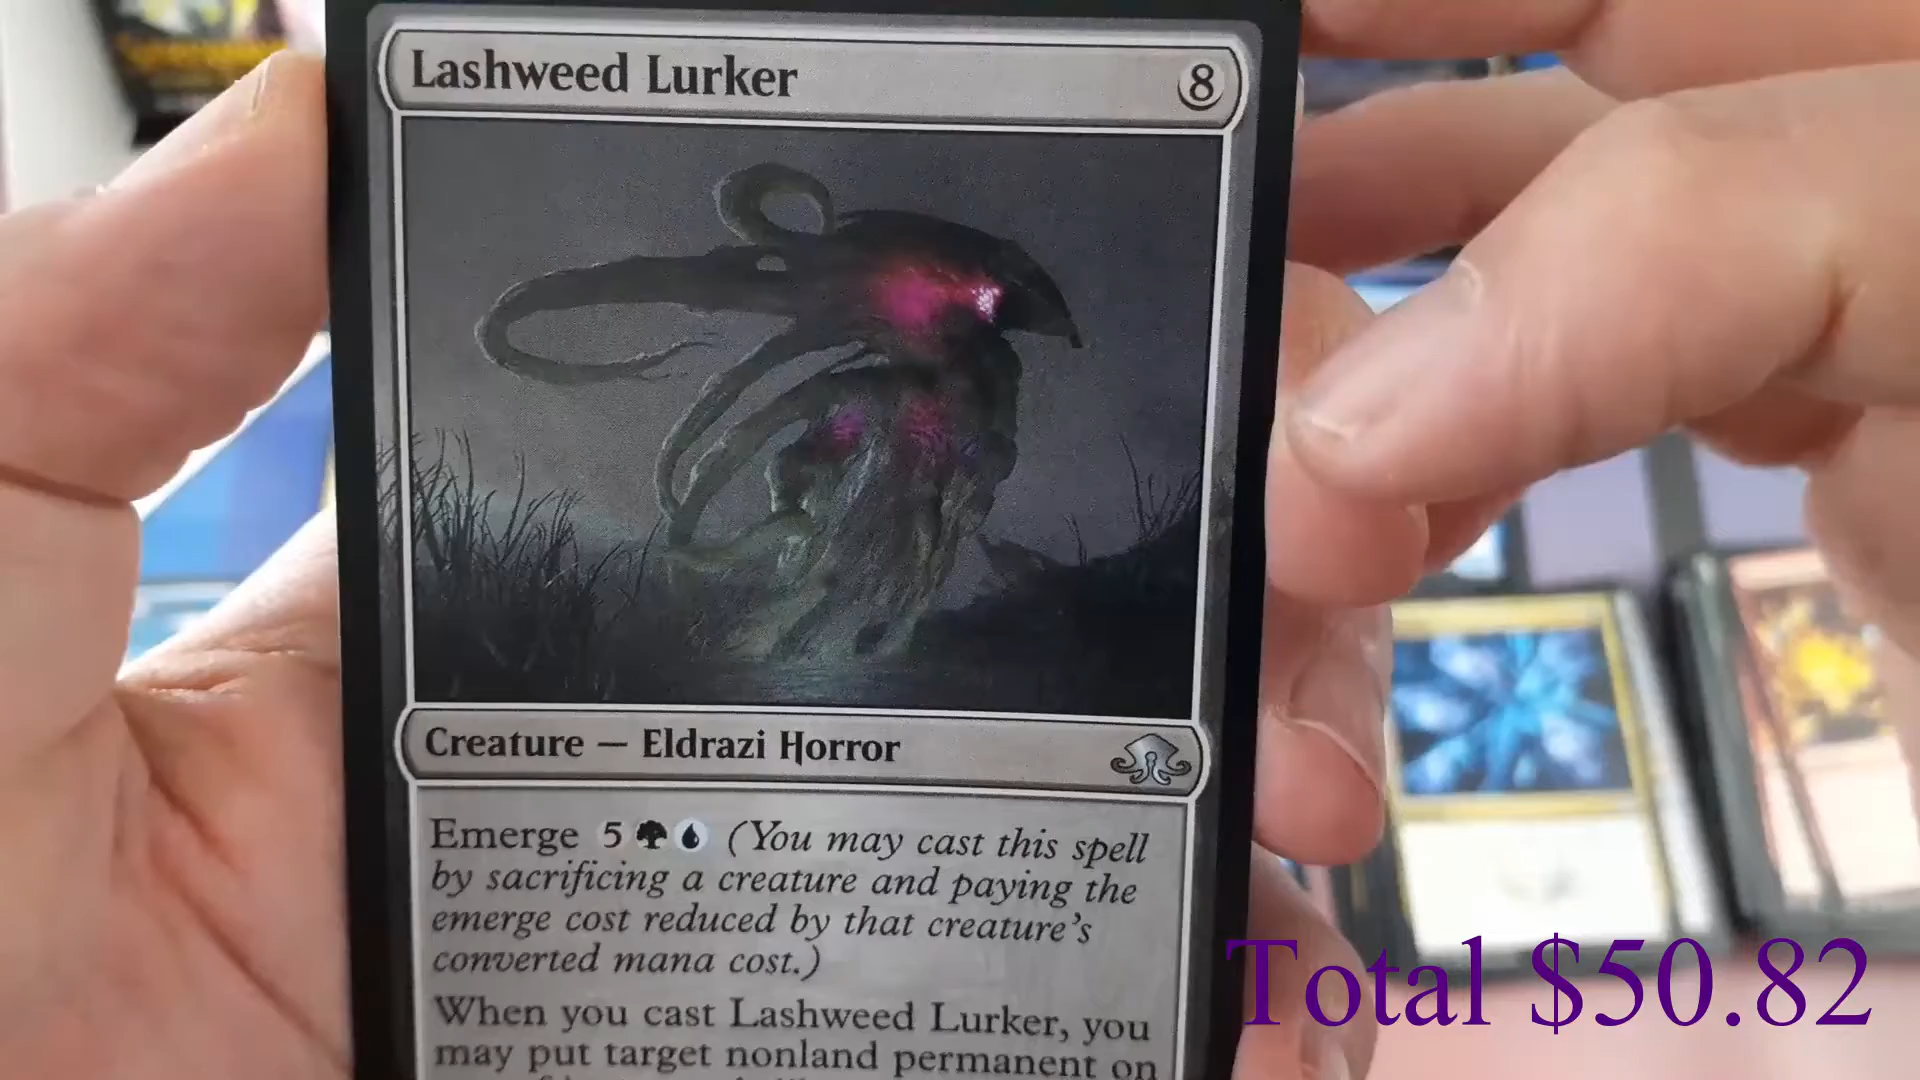 Lashweed Lurker
8
Creature — Eldrazi Horror
Emerge 5 (You may cast this spell
by sacrificing a creature and paying the
emerge cost reduced by that creature's
converted mana cost.)
When you cast Lashweed Lurker, you
may put target nonland permanent on
Total $50.82